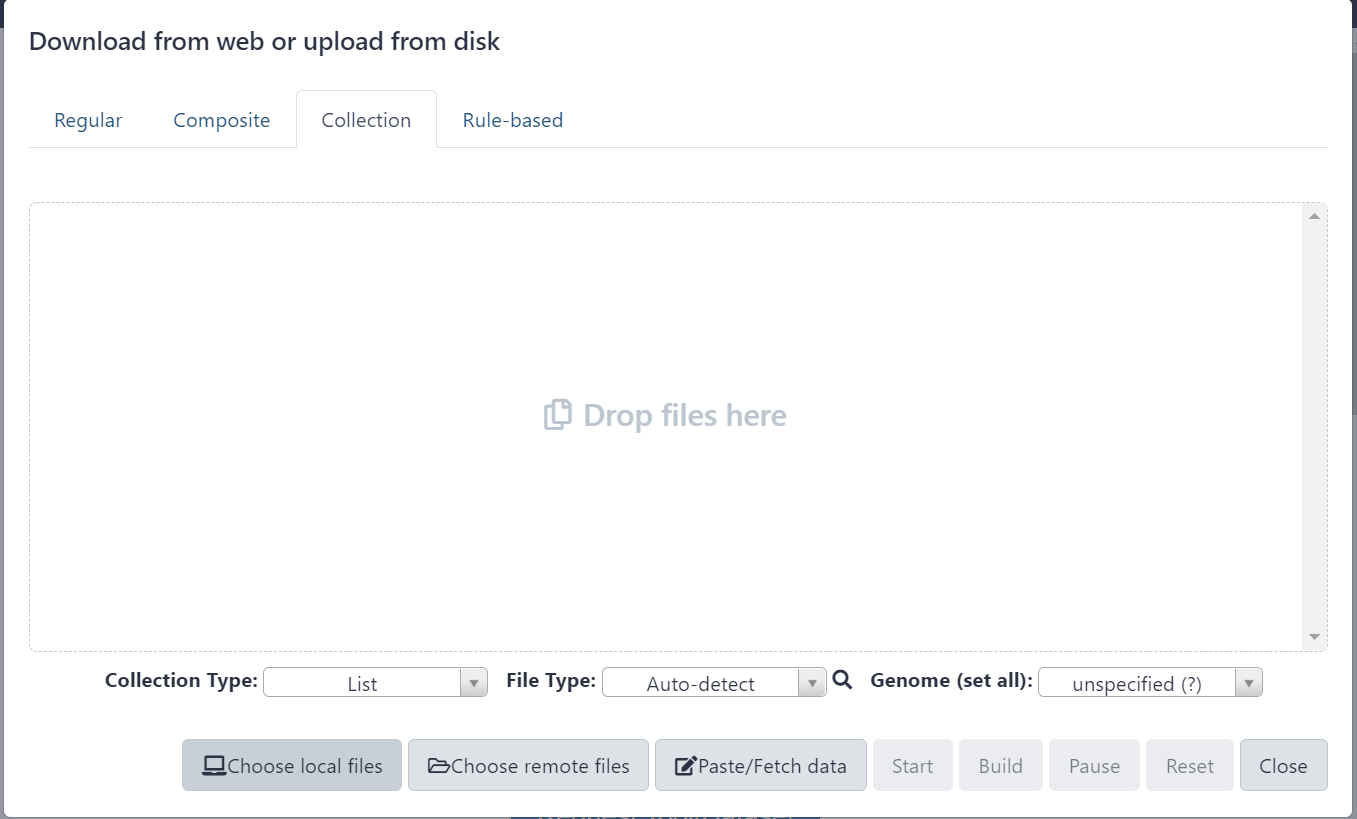 Download from web or upload from disk
Regular Composite Collection Rule-based
Drop files here
Collection Type: List File Type: Auto-detect Genome (set all): unspecified (?)
Choose local files Choose remote files Paste/Fetch data Start Build Pause Reset Close